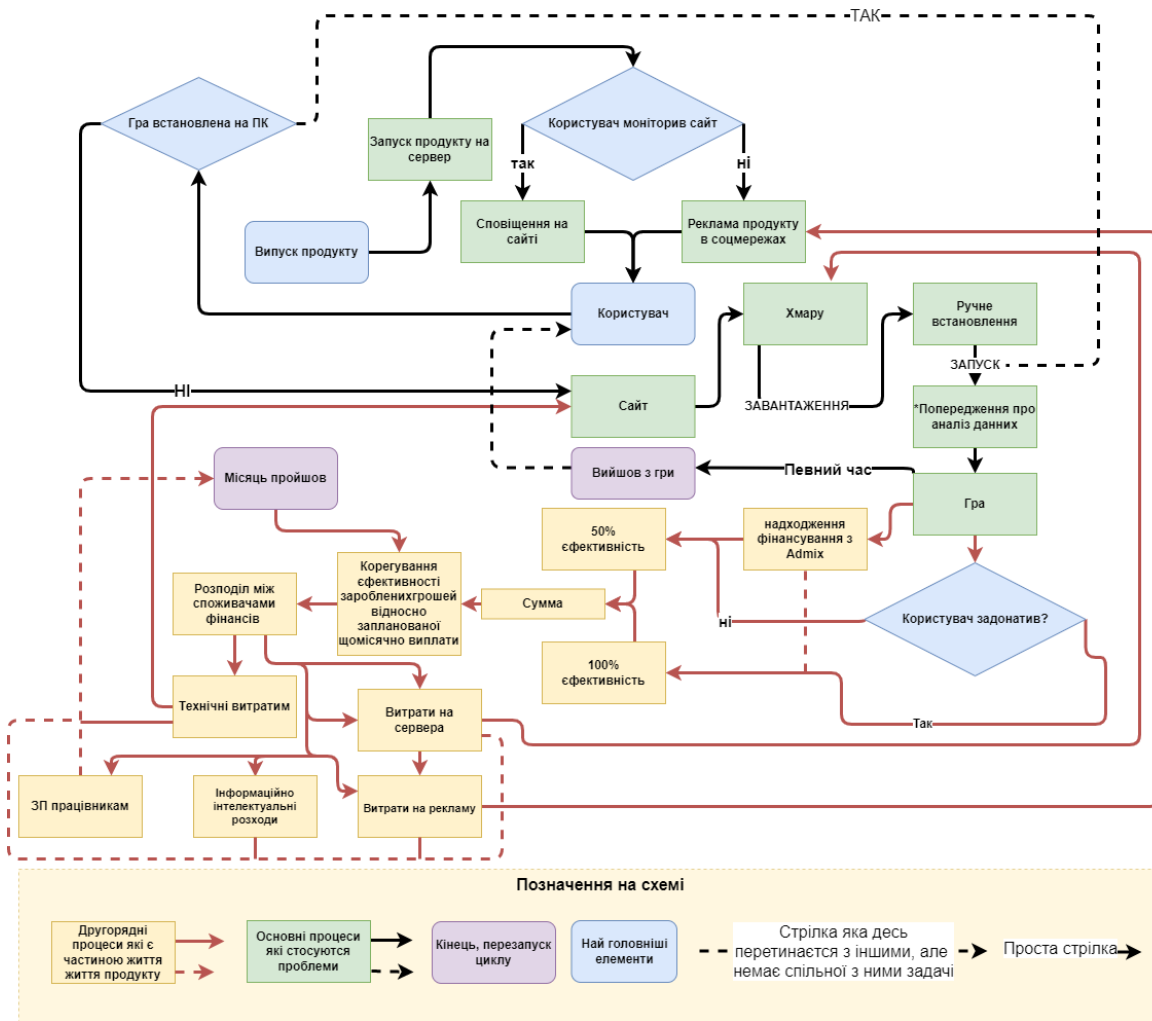 ТАК
Гра встановлена на ПК
Користувач моніторив сайт
Запуск продукту на
сервер
так
ні
Випуск продукту
Сповіщення на
сайті
Реклама продукту
в соцмережах
Користувач
Хмару
Ручне
встановлення
ЗАПУСК
НІ
Сайт
ЗАВАНТАЖЕННЯ
*Попередження про
аналіз данних
Місяць пройшов
Вийшов з гри
Певний час
Гра
50%
єфективність
надходження
фінансування з
Admix
Корегування
єфективності
заробленихгрошей
відносно
запланованої
щомісячно виплати
Розподіл між
споживачами
фінансів
Сумма
ні
Користувач задонатив?
100%
єфективність
Технічні витратим
Витрати на
сервера
Так
ЗП працівникам
Інформаційно
інтелектуальні
розходи
Витрати на рекламу
Позначення на схемі
Другорядні
процеси які є
частиною життя
життя продукту
Основні процеси
які стосуются
проблеми
Кінець, перезапуск
циклу
Най головніші
елементи
Стрілка яка десь
перетинаєтся з іншими, але
немає спільної з ними задачі
Проста стрілка